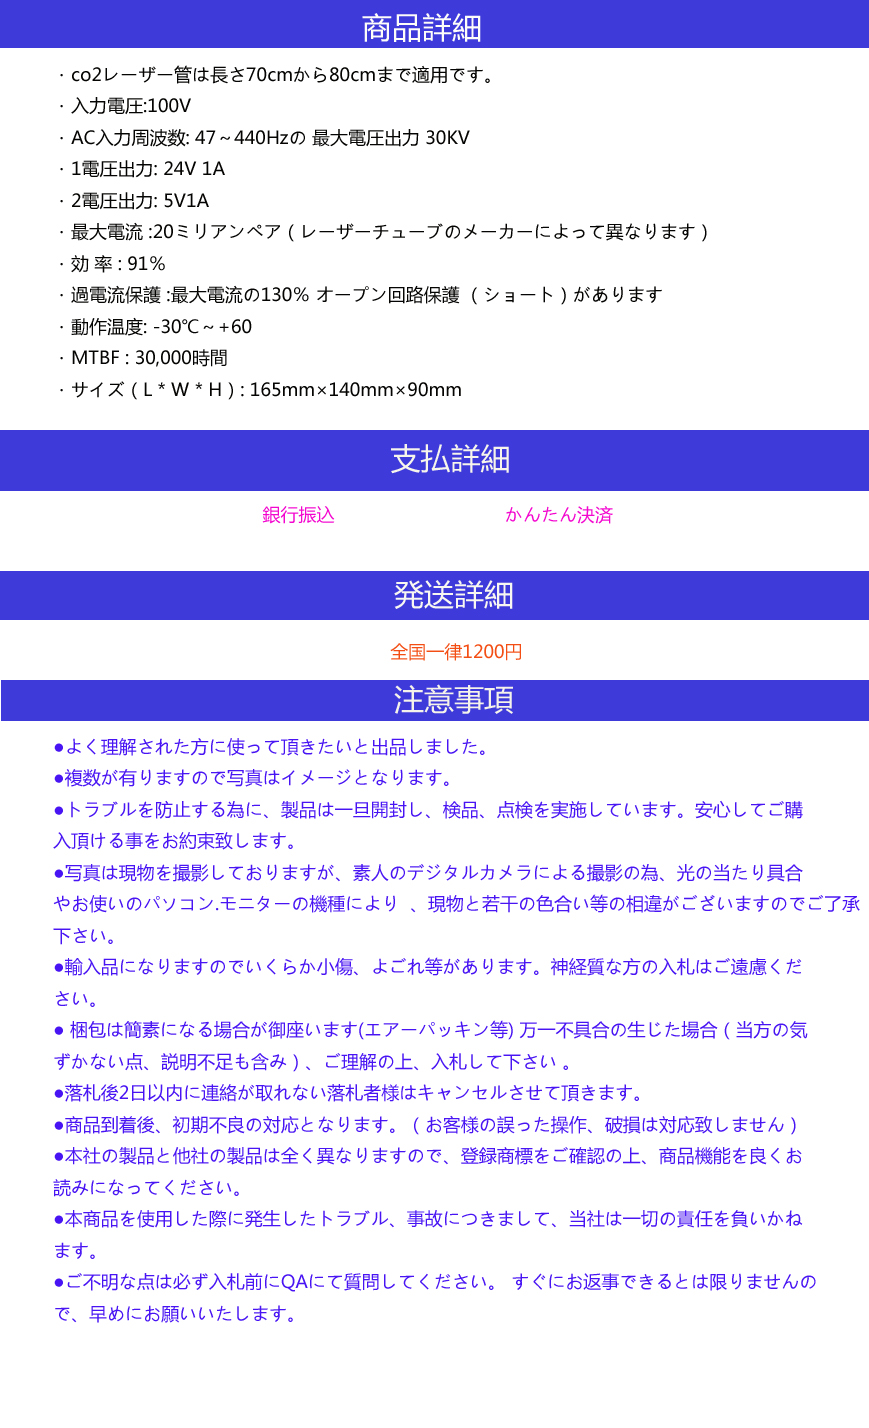 商品詳細
· co2レーザー管は長さ70cmから80cmまで適用です。
· 入力電圧:100V
· AC入力周波数: 47～440Hzの 最大電圧出力 30KV
· 1電圧出力: 24V 1A
· 2電圧出力: 5V1A
· 最大電流 :20ミリアンペア ( レーザーチューブのメーカーによって異なります )
· 効 率 : 91%
· 過電流保護 :最大電流の130% オープン回路保護 ( ショート ) があります
· 動作温度: -30℃～+60
· MTBF : 30,000時間
· サイズ ( L * W * H ) : 165mm×140mm×90mm
支払詳細
銀行振込 かんたん決済
発送詳細
全国一律1200円
注意事項
●よく理解された方に使って頂きたいと出品しました。
●複数が有りますので写真はイメージとなります。
●トラブルを防止する為に、製品は一旦開封し、検品、点検を実施しています。安心してご購
入頂ける事をお約束致します。
●写真は現物を撮影しておりますが、素人のデジタルカメラによる撮影の為、光の当たり具合
やお使いのパソコン.モニターの機種により 、現物と若干の色合い等の相違がございますのでご了承
下さい。
●輸入品になりますのでいくらか小傷、よごれ等があります。神経質な方の入札はご遠慮くだ
さい。
● 梱包は簡素になる場合が御座います(エアーパッキン等) 万一不具合の生じた場合 ( 当方の気
ずかない点、説明不足も含み ) 、ご理解の上、入札して下さい 。
●落札後2日以内に連絡が取れない落札者様はキャンセルさせて頂きます。
●商品到着後、初期不良の対応となります。 ( お客様の誤った操作、破損は対応致しません )
●本社の製品と他社の製品は全く異なりますので、登録商標をご確認の上、商品機能を良くお
読みになってください。
●本商品を使用した際に発生したトラブル、事故につきまして、当社は一切の責任を負いかね
ます。
●ご不明な点は必ず入札前にQAにて質問してください。 すぐにお返事できるとは限りませんの
で、早めにお願いいたします。